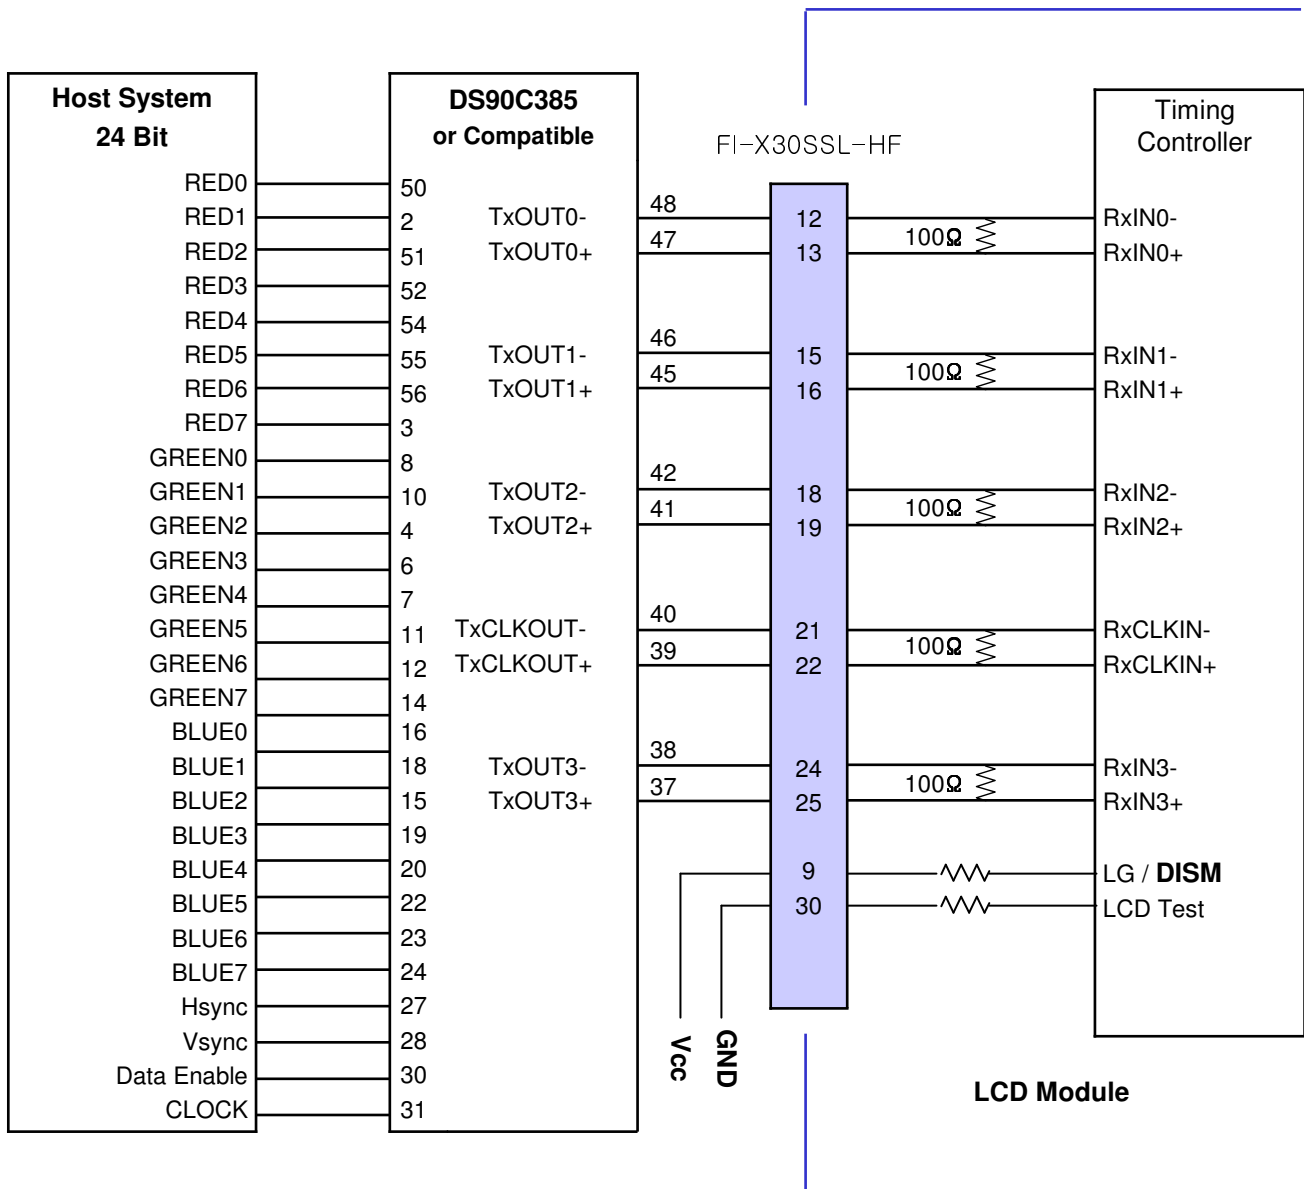 Host System
24 Bit
RED0
RED1
RED2
RED3
RED4
RED5
RED6
RED7
GREEN0
GREEN1
GREEN2
GREEN3
GREEN4
GREEN5
GREEN6
GREEN7
BLUE0
BLUE1
BLUE2
BLUE3
BLUE4
BLUE5
BLUE6
BLUE7
Hsync
Vsync
Data Enable
CLOCK
DS90C385
or Compatible
50
2
51
52
54
55
56
3
8
10
4
6
7
11
12
14
16
18
15
19
20
22
23
24
27
28
30
31
TxOUT0-
TxOUT0+
TxOUT1-
TxOUT1+
TxOUT2-
TxOUT2+
TxCLKOUT-
TxCLKOUT+
TxOUT3-
TxOUT3+
48
47
46
45
42
41
40
39
38
37
Vcc
GND
FI-X30SSL-HF
12
13
15
16
18
19
21
22
24
25
9
30
100Ω
100Ω
100Ω
100Ω
100Ω
Timing
Controller
RxIN0-
RxIN0+
RxIN1-
RxIN1+
RxIN2-
RxIN2+
RxCLKIN-
RxCLKIN+
RxIN3-
RxIN3+
LG / DISM
LCD Test
LCD Module